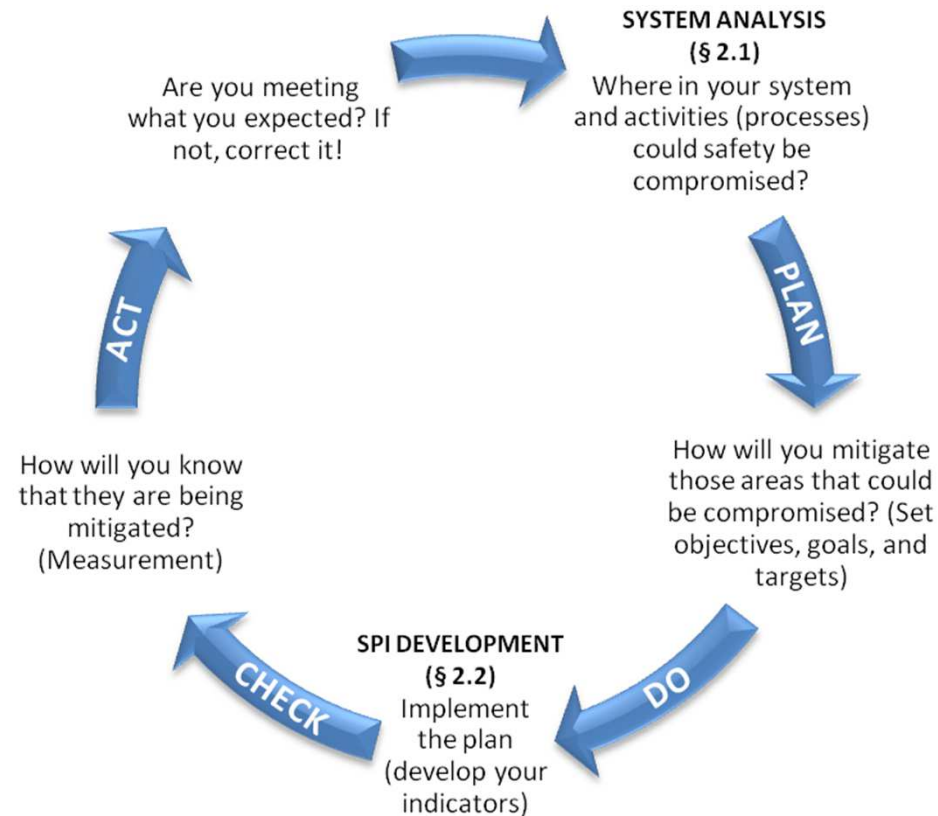 SYSTEM ANALYSIS
(§ 2.1)
Where in your system
and activities (processes)
could safety be
compromised?
PLAN
How will you mitigate
those areas that could
be compromised? (Set
objectives, goals, and
targets)
DO
SPI DEVELOPMENT
(§ 2.2)
Implement
the plan
(develop your
indicators)
CHECK
How will you know
that they are being
mitigated?
(Measurement)
ACT
Are you meeting
what you expected? If
not, correct it!